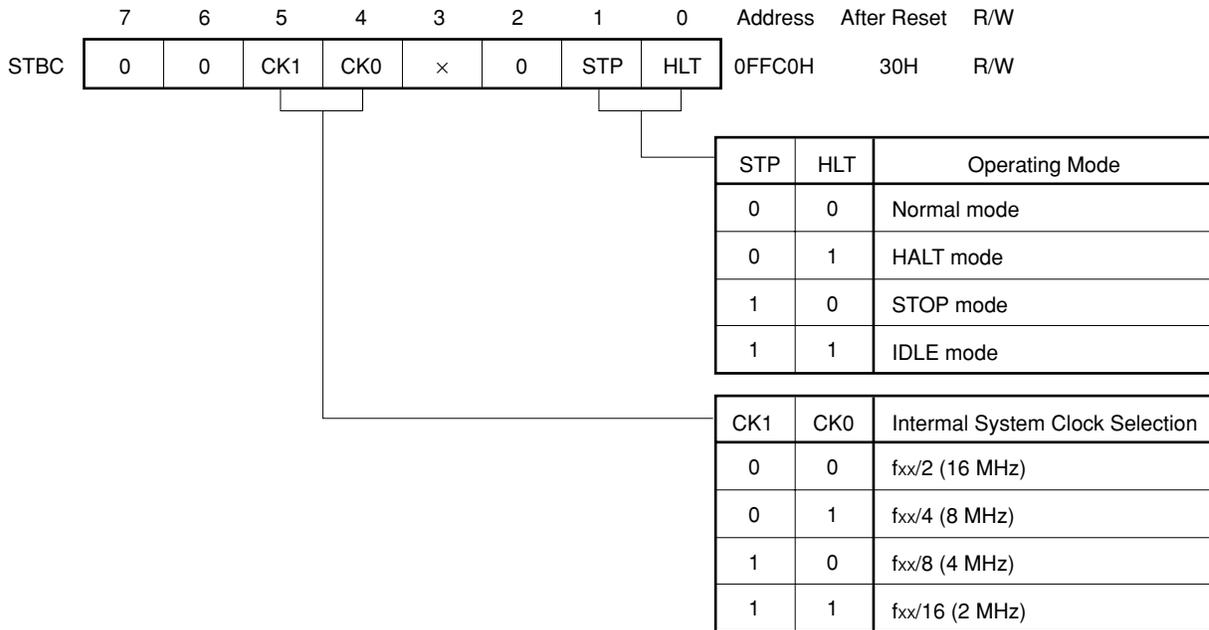 7 6 5 4 3 2 1 0 Address After Reset R/W
STBC 0 0 CK1 CK0 × 0 STP HLT 0FFC0H 30H R/W
STP HLT Operating Mode
0 0 Normal mode
0 1 HALT mode
1 0 STOP mode
1 1 IDLE mode
CK1 CK0 Intermal System Clock Selection
0 0 fxx/2 (16 MHz)
0 1 fxx/4 (8 MHz)
1 0 fxx/8 (4 MHz)
1 1 fxx/16 (2 MHz)